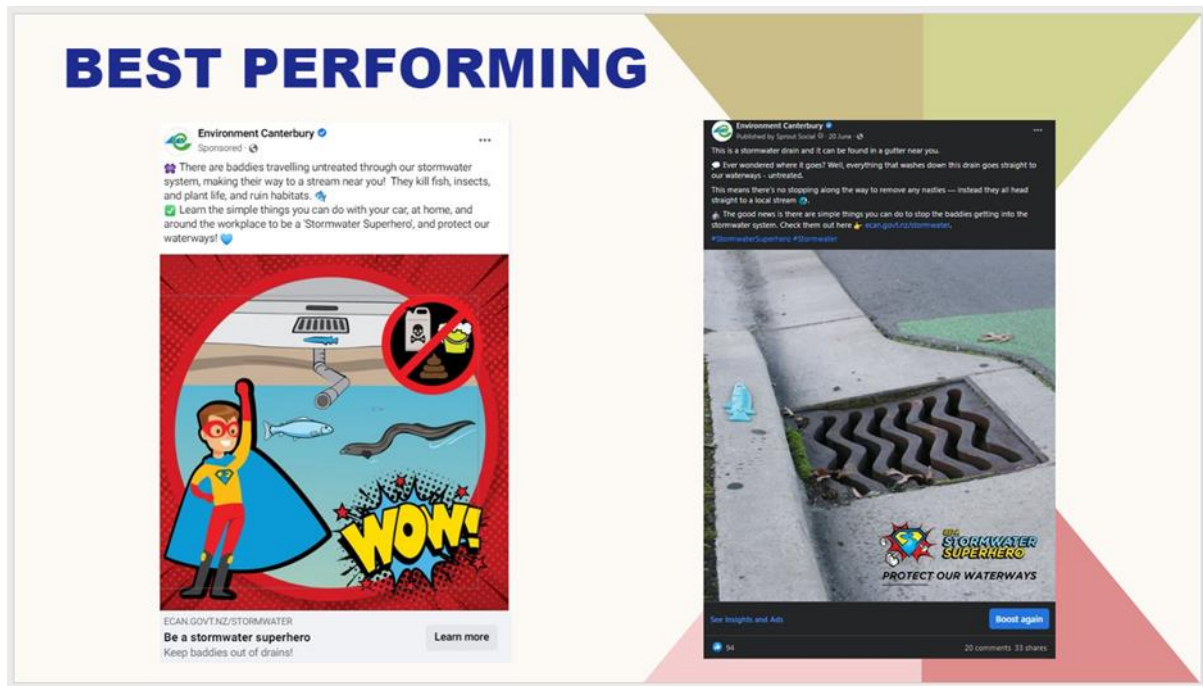 BEST PERFORMING
Environment Canterbury
Sponsored ·
There are baddies travelling untreated through our stormwater
system, making their way to a stream near you! They kill fish, insects,
and plant life, and ruin habitats.
Learn the simple things you can do with your car, at home, and
around the workplace to be a 'Stormwater Superhero', and protect our
waterways!
WOW!
ECAN.GOVT.NZ/STORMWATER
Be a stormwater superhero
Keep baddies out of drains!
Learn more
Environment Canterbury
Published by Sprout Social · 20 June ·
This is a stormwater drain and it can be found in a gutter near you.
Ever wondered where it goes? Well, everything that washes down this drain goes straight to
our waterways - untreated.
This means there's no stopping along the way to remove any nasties — instead they all head
straight to a local stream.
The good news is there are simple things you can do to stop the baddies getting into the
stormwater system. Check them out here ecan.govt.nz/stormwater.
#StormwaterSuperhero #Stormwater
BE A
STORMWATER
SUPERHERO
PROTECT OUR WATERWAYS
See Insights and Ads
Boost again
94
20 comments 33 shares